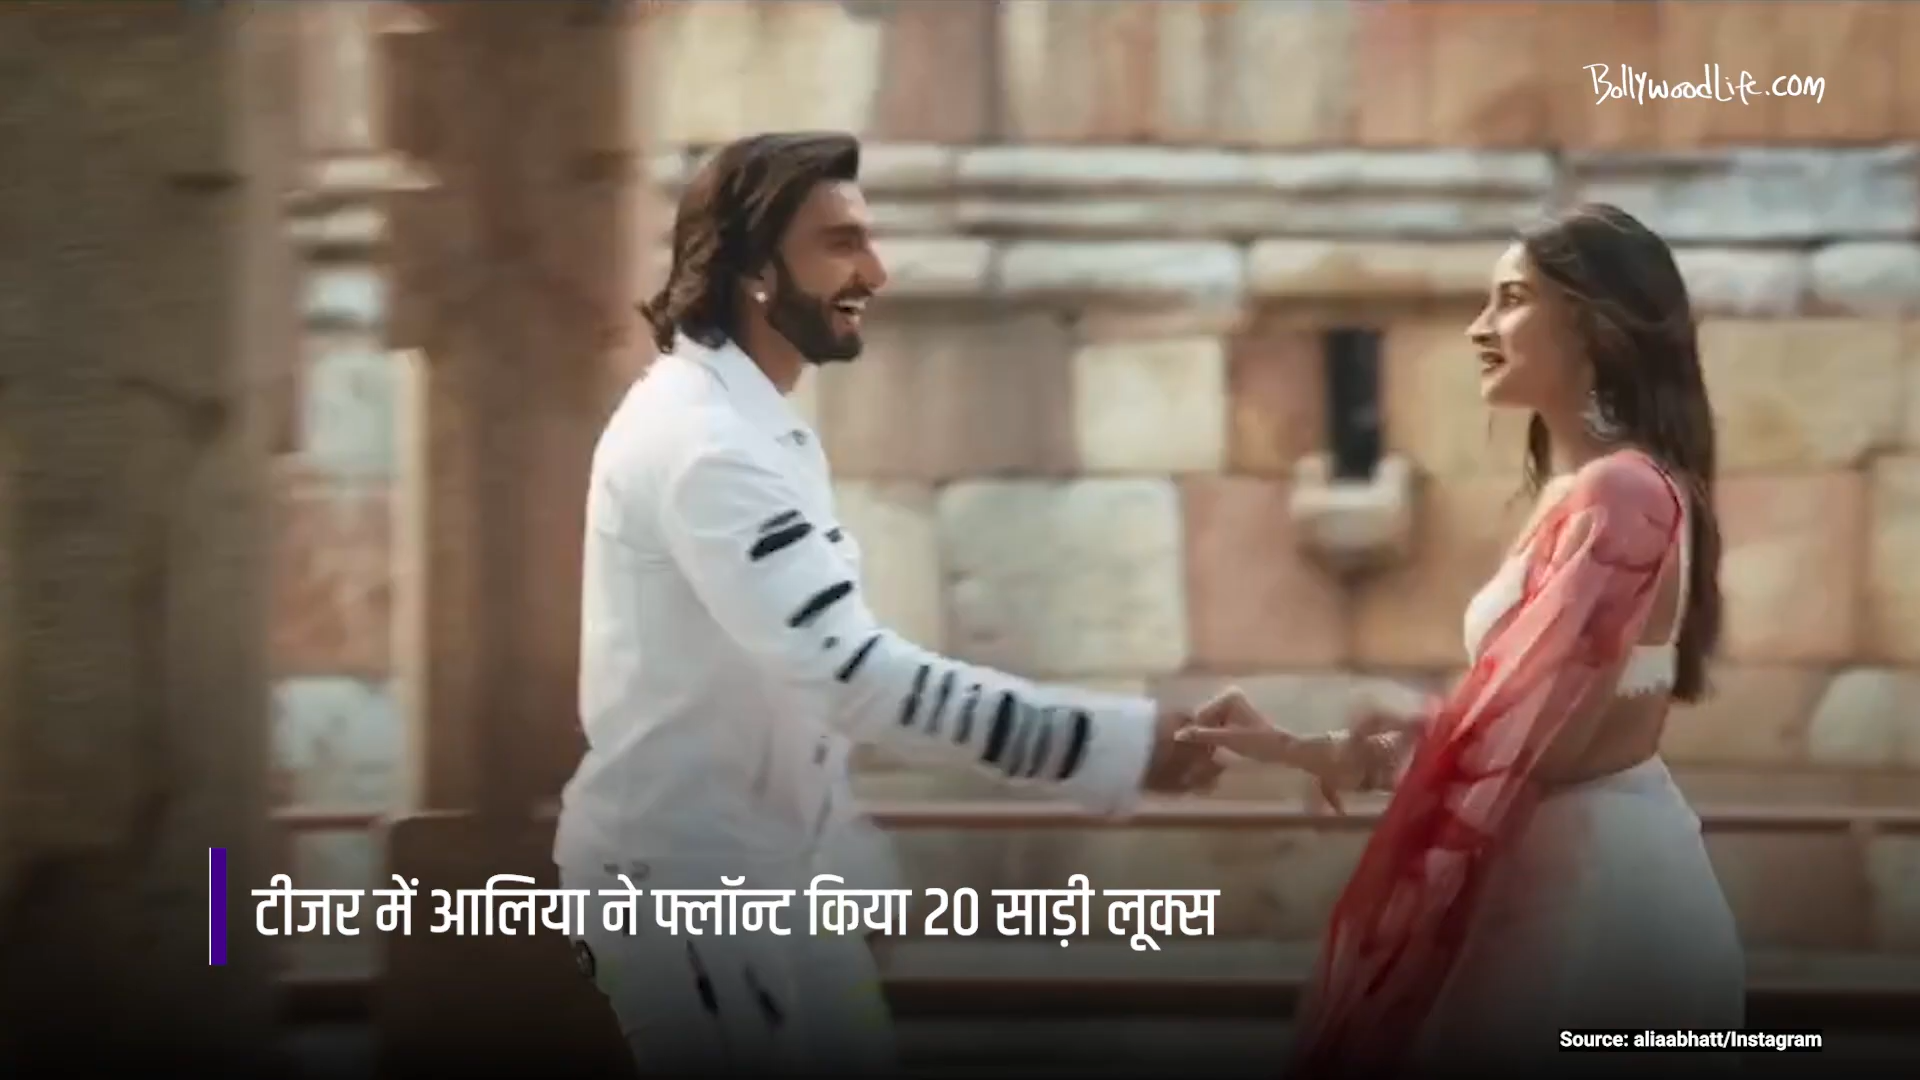 BollywoodLife.com
टीजर में आलिया ने फ्लॉन्ट किया 20 साड़ी लूक्स
Source: aliaabhatt/Instagram